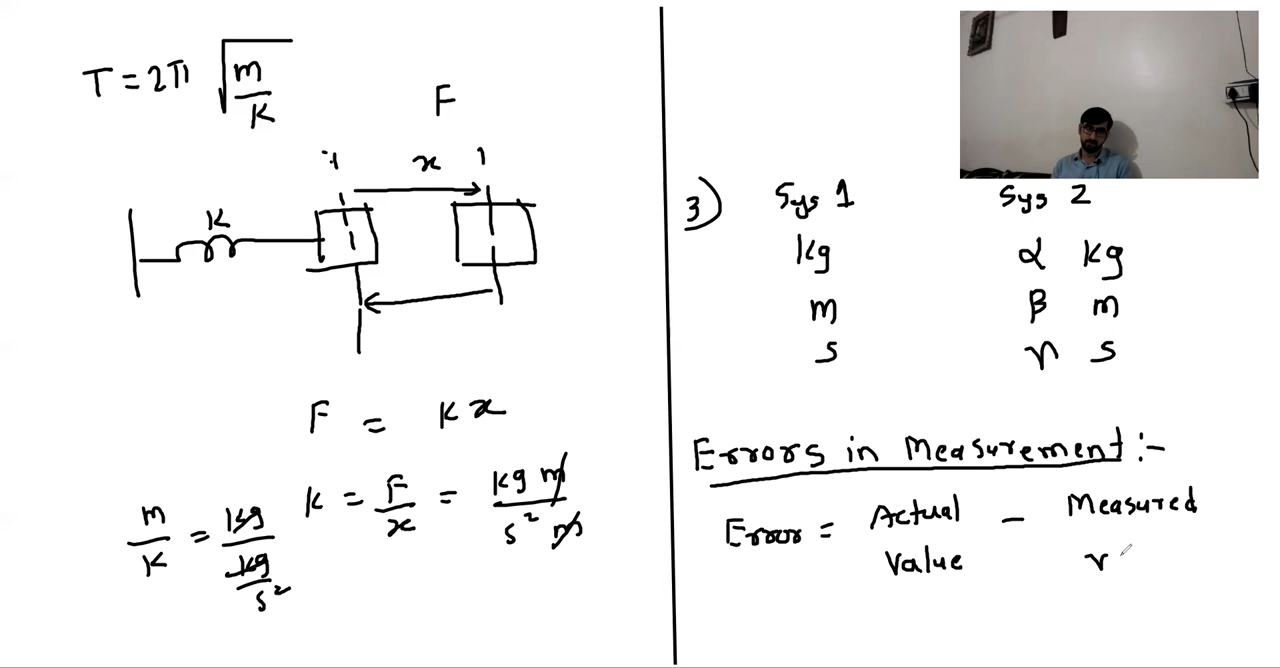 T = 2π √(m/K)
F
x
K
F = K x
K = F/x = kg m / s² m
m/K = kg / (kg/s²)
3) Sys 1 Sys 2
kg α kg
m β m
s γ s
Errors in Measurement :-
Error = Actual Value - Measured v